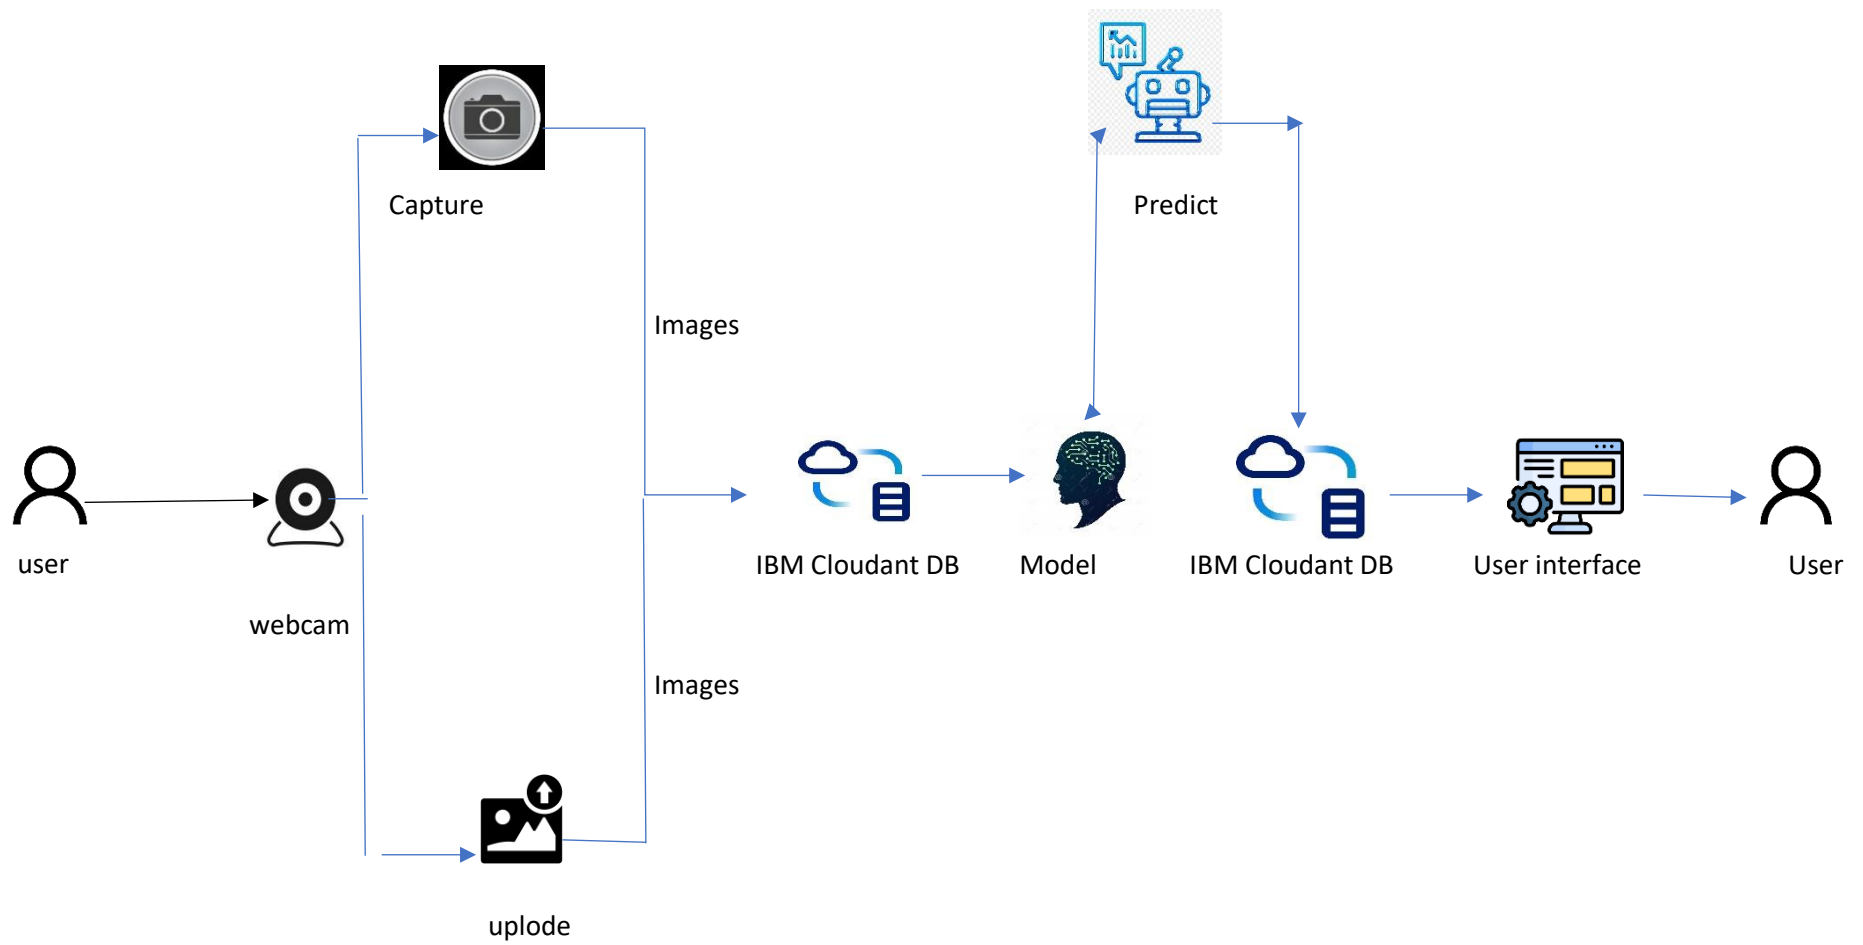 Capture
Predict
Images
user
IBM Cloudant DB
Model
IBM Cloudant DB
User interface
User
webcam
Images
uplode